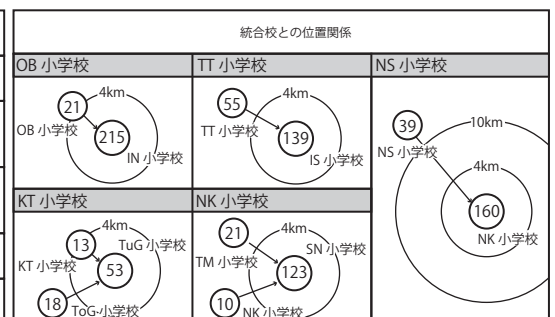 統合校との位置関係
OB 小学校
TT 小学校
NS 小学校
4km
21
OB 小学校
215
IN 小学校
4km
55
TT 小学校
139
IS 小学校
39
10km
NS 小学校
4km
160
NK 小学校
KT 小学校
NK 小学校
4km
13
TuG 小学校
KT 小学校
53
18
ToG 小学校
21
4km
SN 小学校
TM 小学校
123
10
NK 小学校